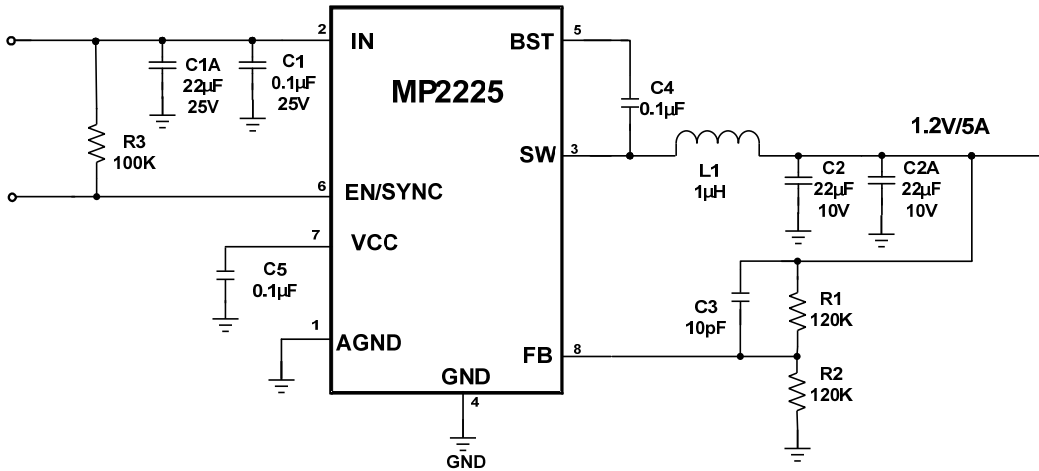 2
IN
C1A
22µF
25V
C1
0.1µF
25V
R3
100K
6
EN/SYNC
7
VCC
C5
0.1µF
1
AGND
MP2225
GND
4
GND
BST
5
C4
0.1µF
SW
3
L1
1µH
1.2V/5A
C2
22µF
10V
C2A
22µF
10V
C3
10pF
R1
120K
FB
8
R2
120K